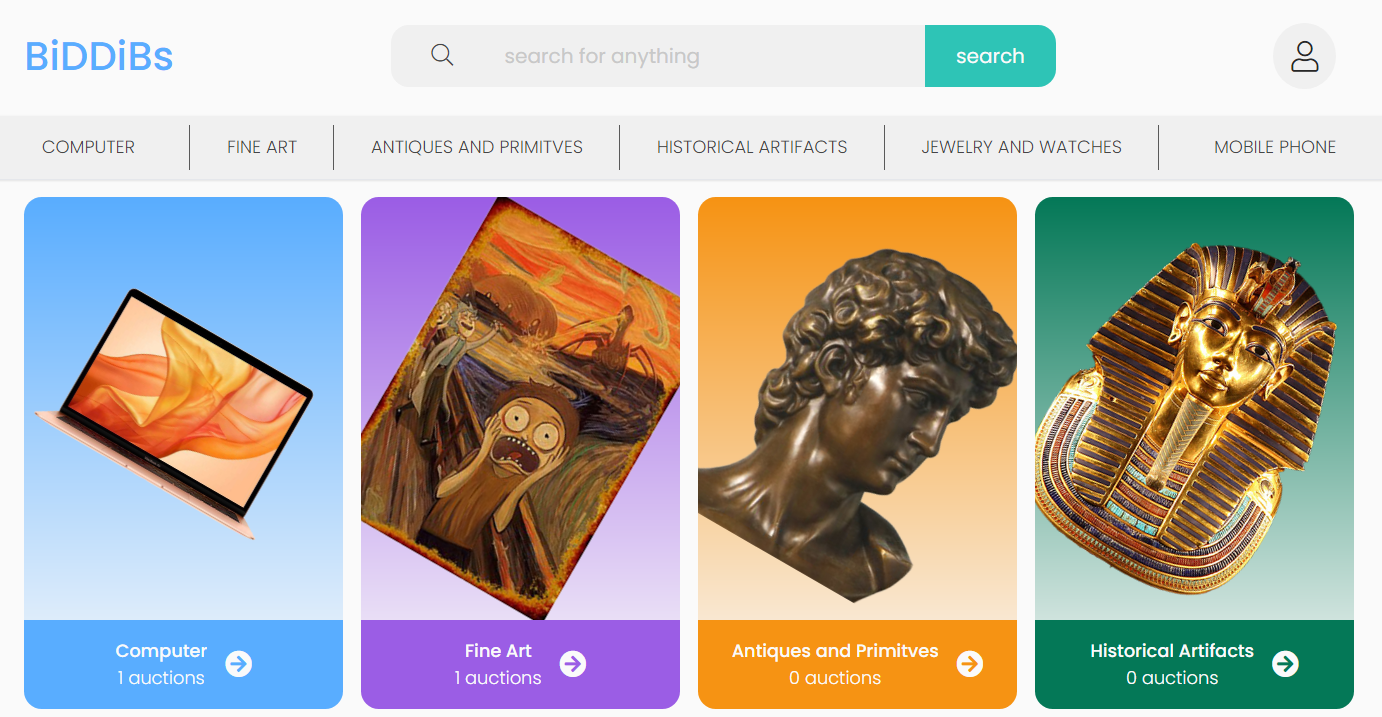 BiDDiBs
search for anything
search
COMPUTER
FINE ART
ANTIQUES AND PRIMITVES
HISTORICAL ARTIFACTS
JEWELRY AND WATCHES
MOBILE PHONE
Computer
1 auctions
Fine Art
1 auctions
Antiques and Primitves
0 auctions
Historical Artifacts
0 auctions